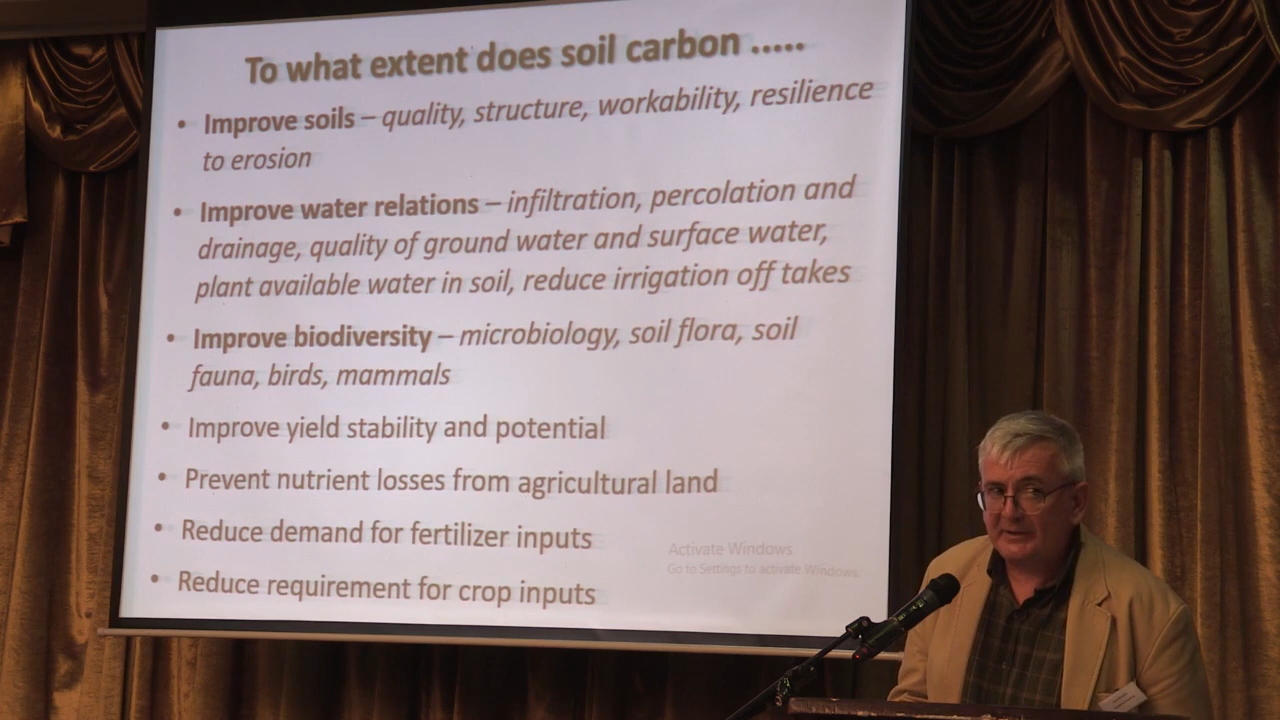 To what extent does soil carbon .....
• Improve soils – quality, structure, workability, resilience
to erosion
• Improve water relations – infiltration, percolation and
drainage, quality of ground water and surface water,
plant available water in soil, reduce irrigation off takes
• Improve biodiversity – microbiology, soil flora, soil
fauna, birds, mammals
• Improve yield stability and potential
• Prevent nutrient losses from agricultural land
• Reduce demand for fertilizer inputs
• Reduce requirement for crop inputs
Activate Windows
Go to Settings to activate Windows.